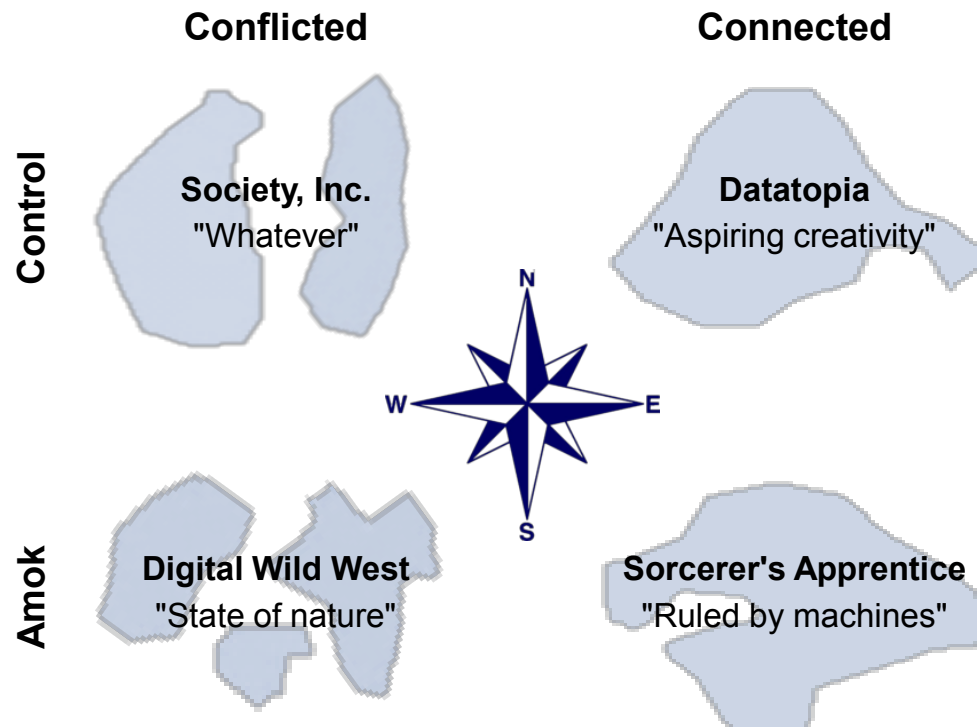 Conflicted
Connected
Control
Society, Inc.
"Whatever"
Datatopia
"Aspiring creativity"
N
W
E
S
Amok
Digital Wild West
"State of nature"
Sorcerer's Apprentice
"Ruled by machines"